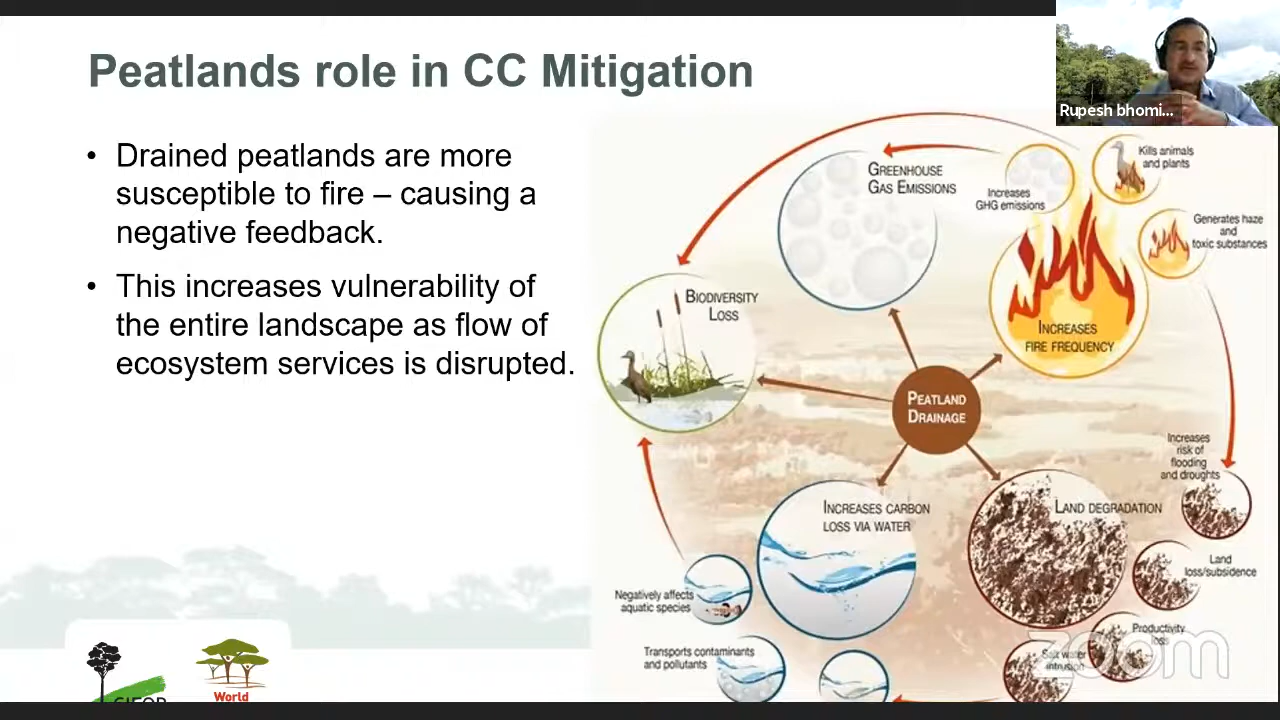 Peatlands role in CC Mitigation
Rupesh bhomi...
• Drained peatlands are more
susceptible to fire – causing a
negative feedback.
• This increases vulnerability of
the entire landscape as flow of
ecosystem services is disrupted.
GREENHOUSE
GAS EMISSIONS
Increases
GHG emissions
Kills animals
and plants
Generates haze
and
toxic substances
INCREASES
FIRE FREQUENCY
BIODIVERSITY
LOSS
PEATLAND
DRAINAGE
INCREASES CARBON
LOSS VIA WATER
LAND DEGRADATION
Increases
risk of
flooding
and droughts
Land
loss/subsidence
Productivity
loss
Salt water
intrusion
Negatively affects
aquatic species
Transports contaminants
and pollutants
zoom
CIFOR
World